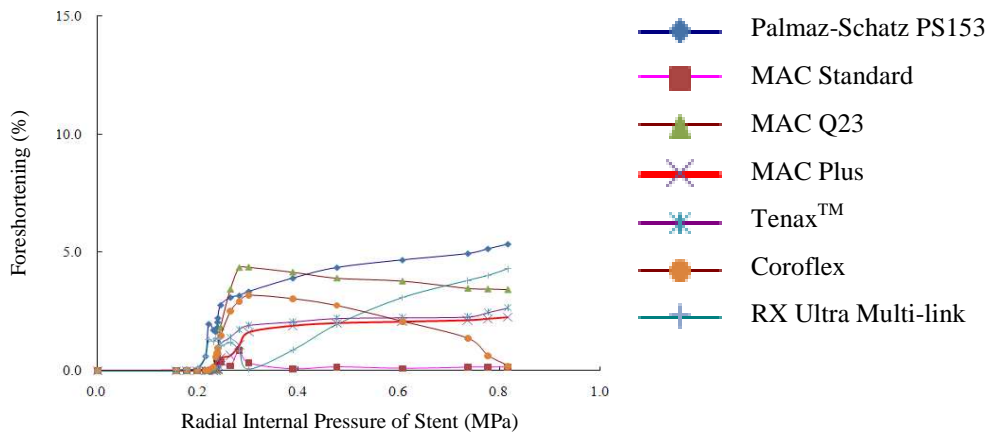 15.0
10.0
5.0
0.0
Foreshortening (%)
0.0 0.2 0.4 0.6 0.8 1.0
Radial Internal Pressure of Stent (MPa)
Palmaz-Schatz PS153
MAC Standard
MAC Q23
MAC Plus
Tenax™
Coroflex
RX Ultra Multi-link